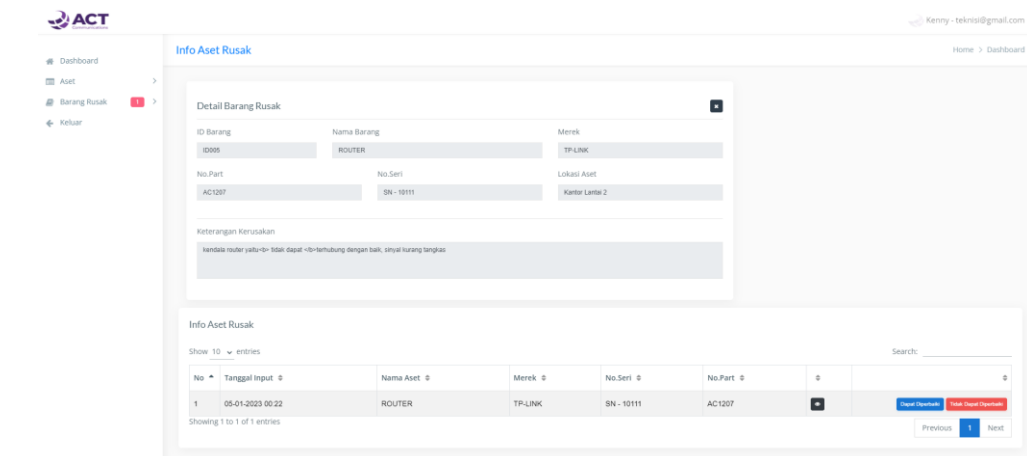 ACT
Communications
Kenny - teknisi@gmail.com
Info Aset Rusak
Home > Dashboard
Dashboard
Aset
Barang Rusak 1
Keluar
Detail Barang Rusak
ID Barang Nama Barang Merek
ID005 ROUTER TP-LINK
No.Part No.Seri Lokasi Aset
AC1207 SN - 10111 Kantor Lantai 2
Keterangan Kerusakan
kendala router yaitu<b> tidak dapat </b>terhubung dengan baik, sinyal kurang tangkas
Info Aset Rusak
Show 10 entries Search:
No Tanggal Input Nama Aset Merek No.Seri No.Part
1 05-01-2023 00:22 ROUTER TP-LINK SN - 10111 AC1207 Dapat Diperbaiki Tidak Dapat Diperbaiki
Showing 1 to 1 of 1 entries
Previous 1 Next